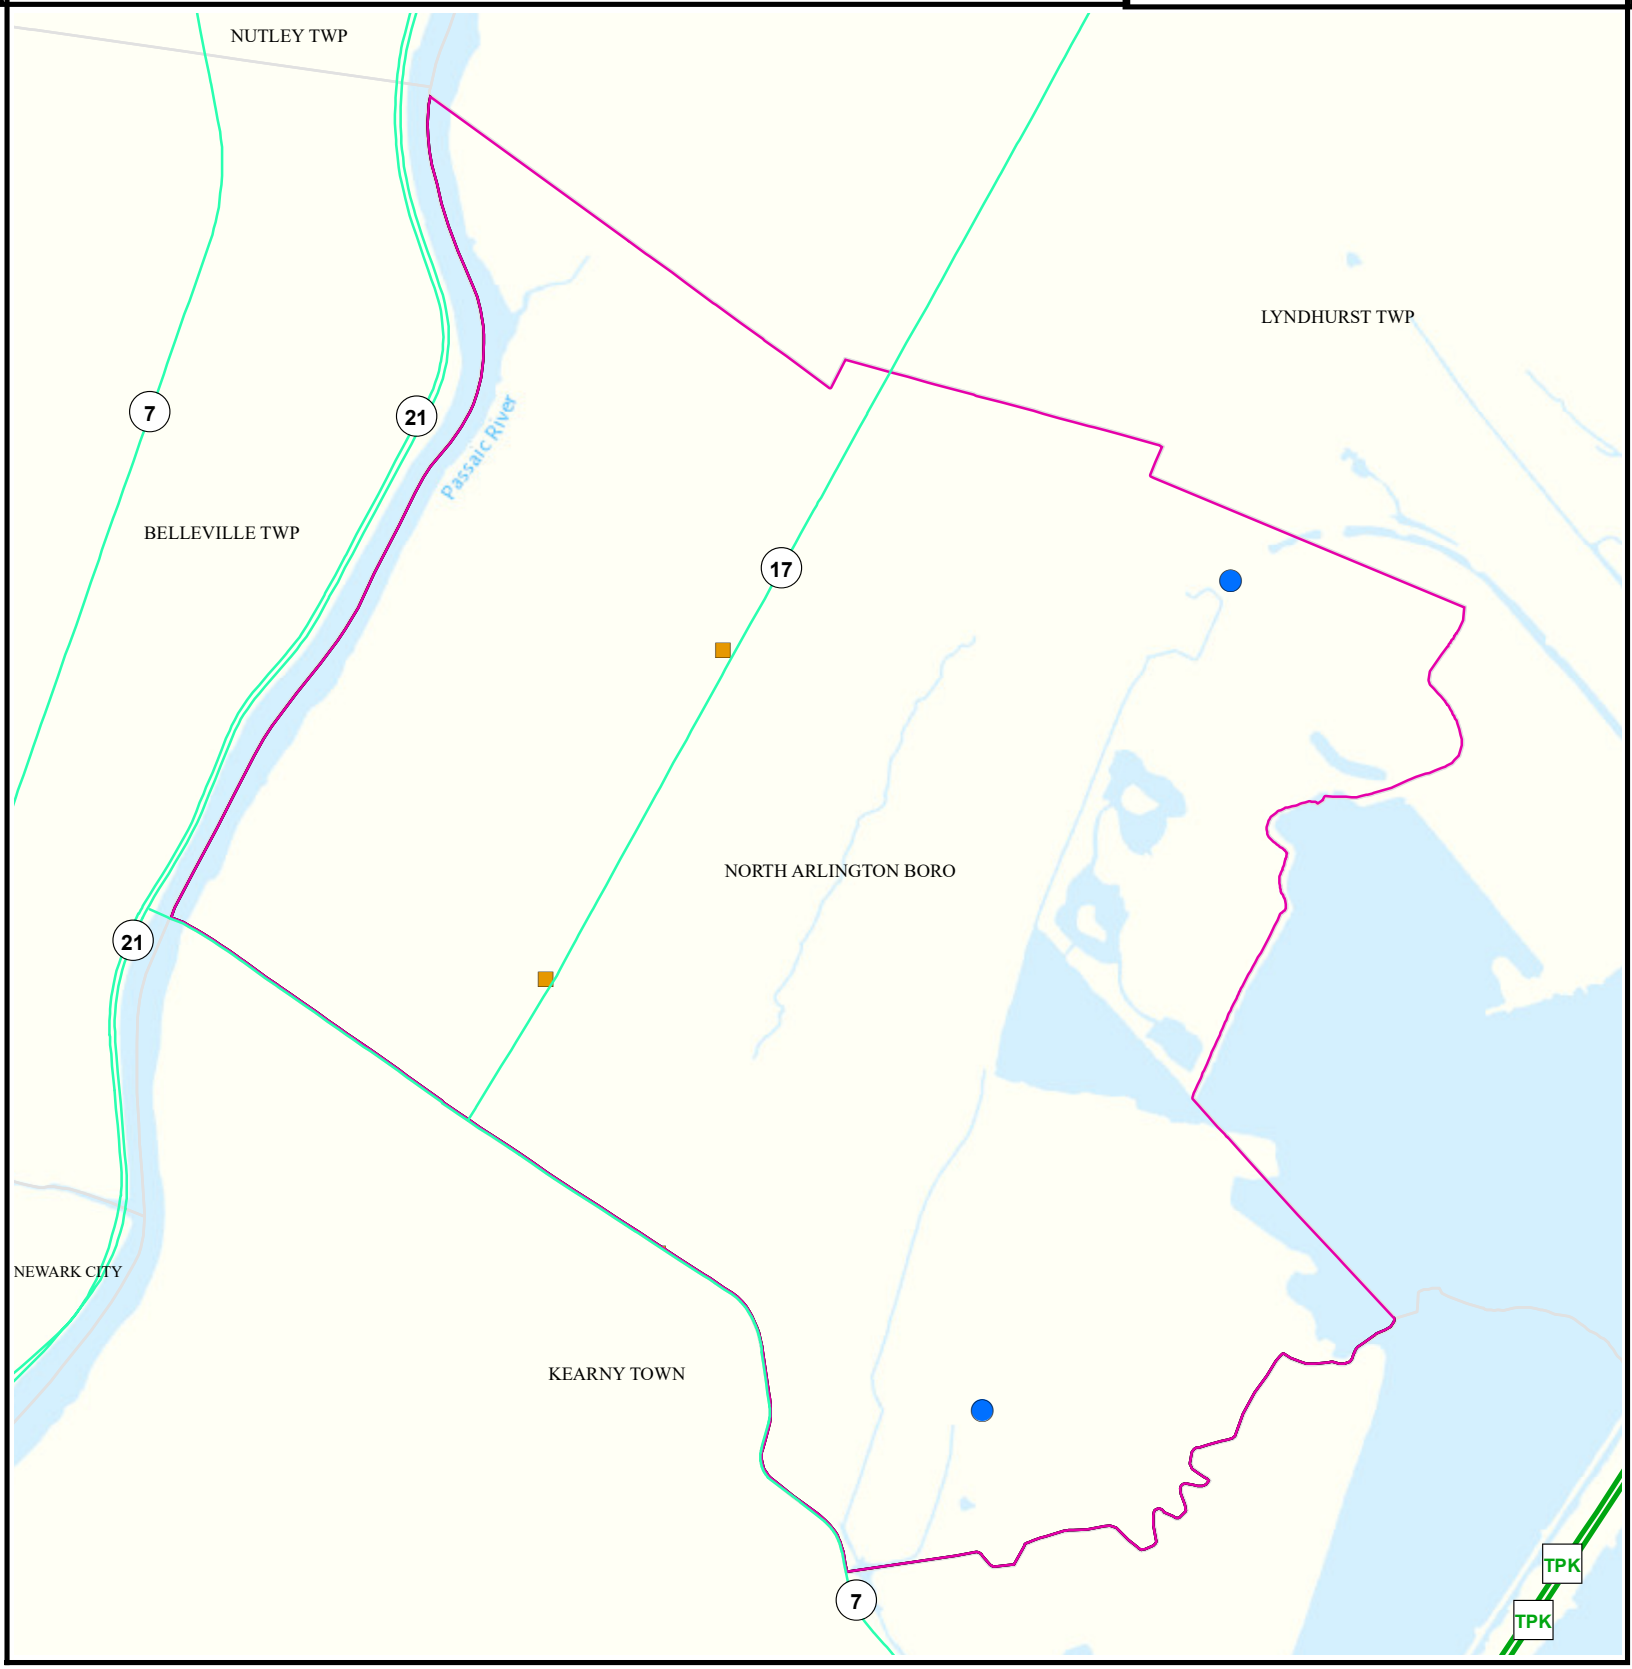 NUTLEY TWP
LYNDHURST TWP
7
21
Passaic River
BELLEVILLE TWP
17
NORTH ARLINGTON BORO
21
NEWARK CITY
KEARNY TOWN
TPK
7
TPK